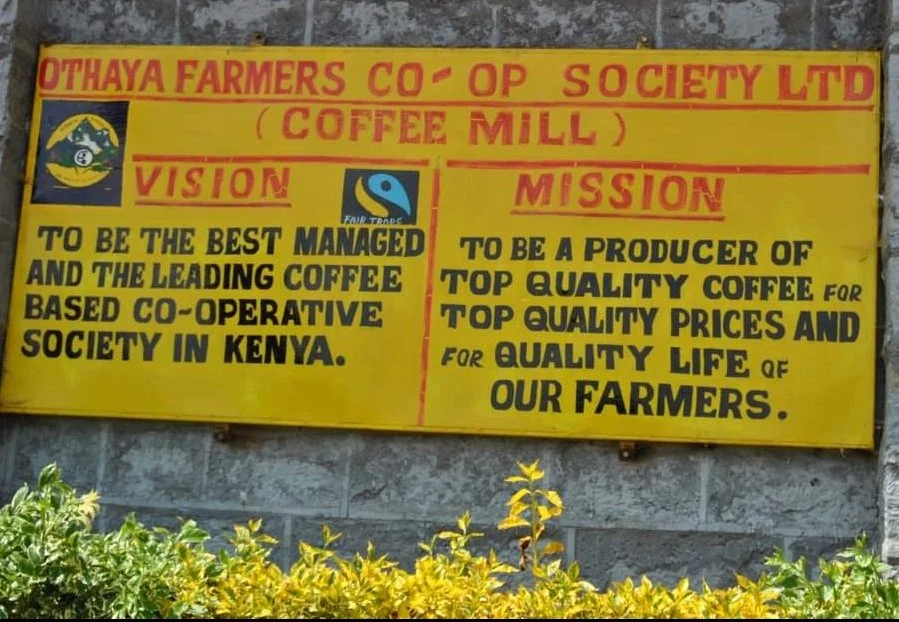 OTHAYA FARMERS CO-OP SOCIETY LTD
(COFFEE MILL)
VISION
FAIR TRADE
TO BE THE BEST MANAGED
AND THE LEADING COFFEE
BASED CO-OPERATIVE
SOCIETY IN KENYA.
MISSION
TO BE A PRODUCER OF
TOP QUALITY COFFEE FOR
TOP QUALITY PRICES AND
FOR QUALITY LIFE OF
OUR FARMERS.